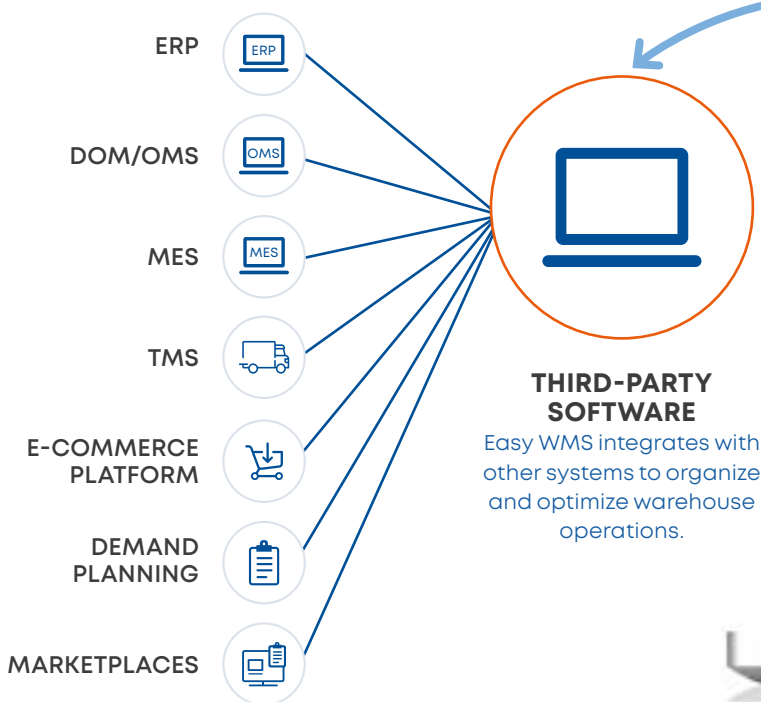 ERP
ERP
DOM/OMS
OMS
MES
MES
TMS
E-COMMERCE
PLATFORM
DEMAND
PLANNING
MARKETPLACES
THIRD-PARTY
SOFTWARE
Easy WMS integrates with
other systems to organize
and optimize warehouse
operations.